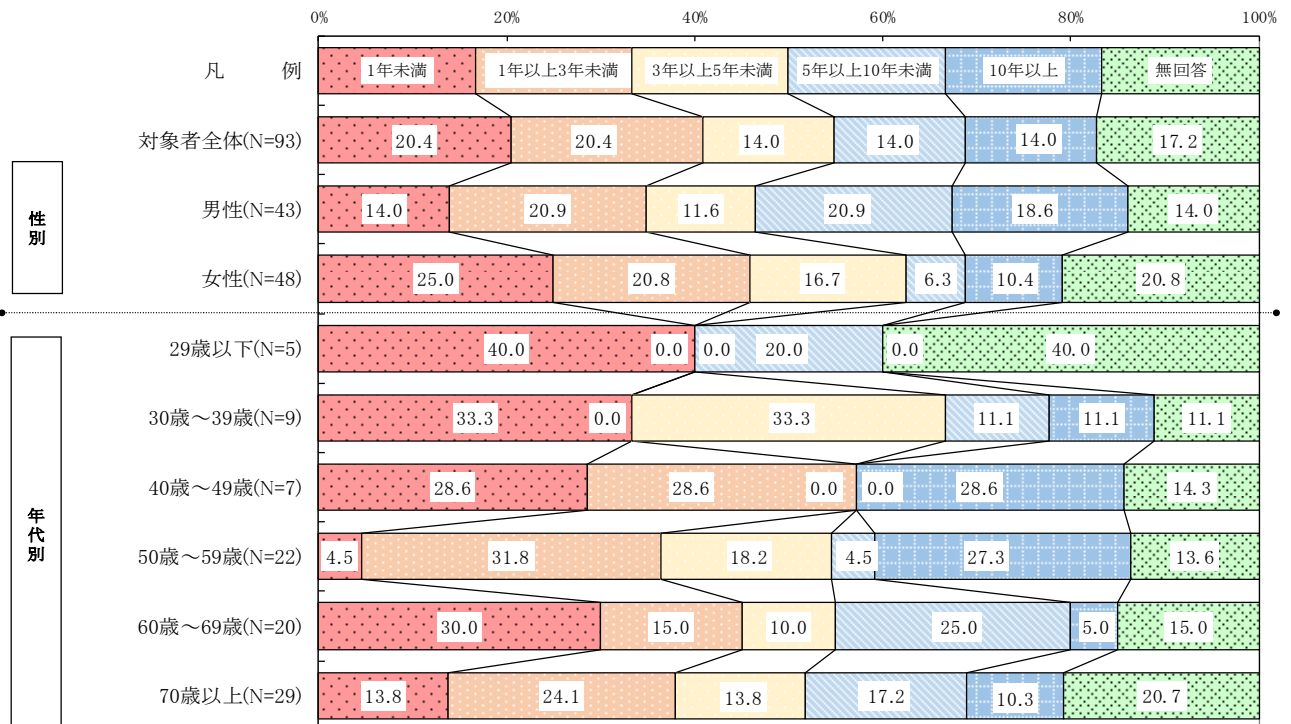 0% 20% 40% 60% 80% 100%
凡 例 1年未満 1年以上3年未満 3年以上5年未満 5年以上10年未満 10年以上 無回答
対象者全体(N=93) 20.4 20.4 14.0 14.0 14.0 17.2
性別
男性(N=43) 14.0 20.9 11.6 20.9 18.6 14.0
女性(N=48) 25.0 20.8 16.7 6.3 10.4 20.8
年代別
29歳以下(N=5) 40.0 0.0 0.0 20.0 0.0 40.0
30歳～39歳(N=9) 33.3 0.0 33.3 11.1 11.1 11.1
40歳～49歳(N=7) 28.6 28.6 0.0 0.0 28.6 14.3
50歳～59歳(N=22) 4.5 31.8 18.2 4.5 27.3 13.6
60歳～69歳(N=20) 30.0 15.0 10.0 25.0 5.0 15.0
70歳以上(N=29) 13.8 24.1 13.8 17.2 10.3 20.7